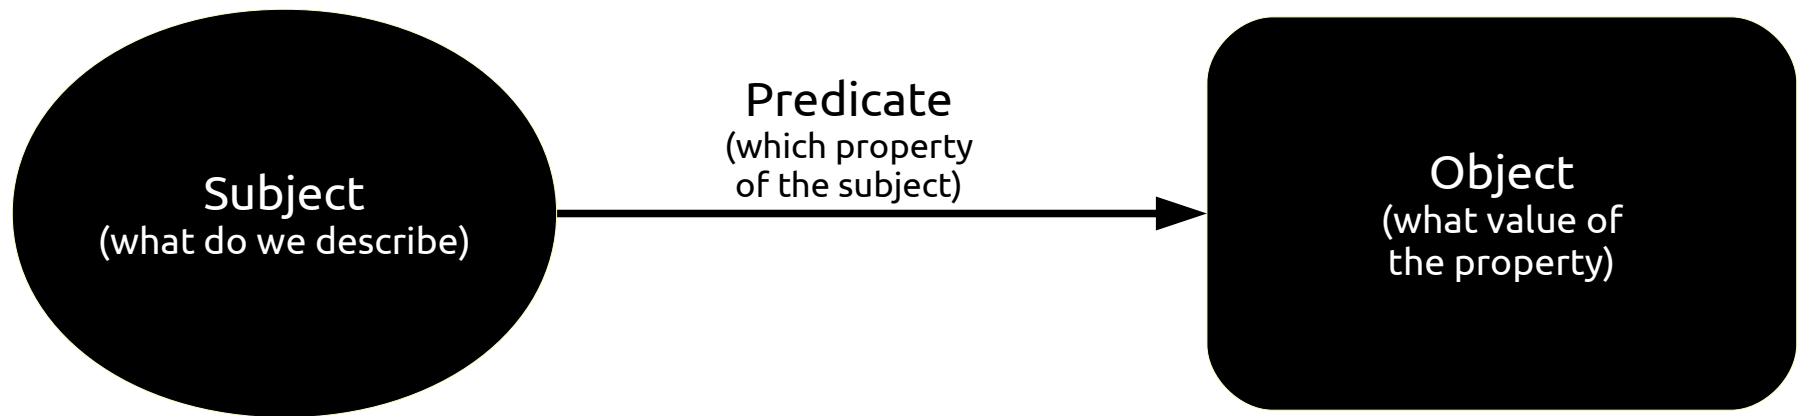 Subject
(what do we describe)
Predicate
(which property
of the subject)
Object
(what value of
the property)